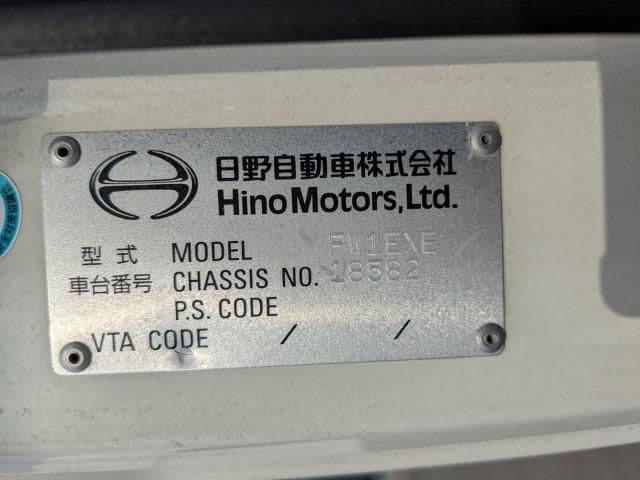 日野自動車株式会社
Hino Motors, Ltd.
型式 MODEL FW1EXE
車台番号 CHASSIS NO. 18562
P.S. CODE
VTA CODE / /